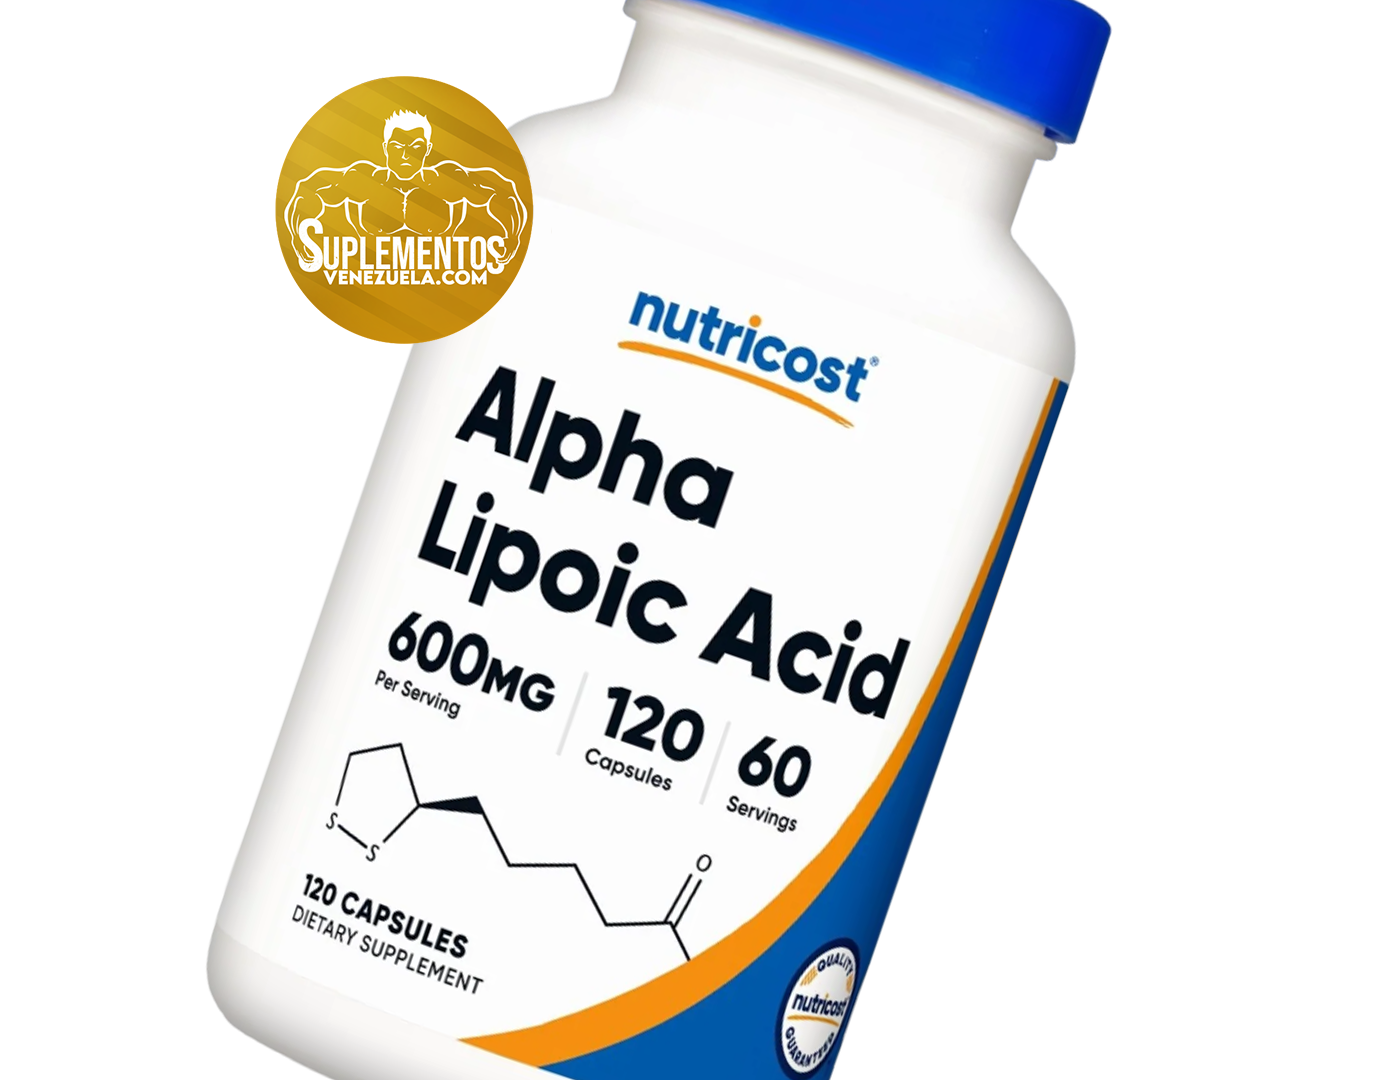 SUPLEMENTOS
VENEZUELA.COM
nutricost®
Alpha
Lipoic Acid
600MG
Per Serving
120
Capsules
60
Servings
S
S
O
120 CAPSULES
DIETARY SUPPLEMENT
QUALITY
nutricost
GUARANTEED